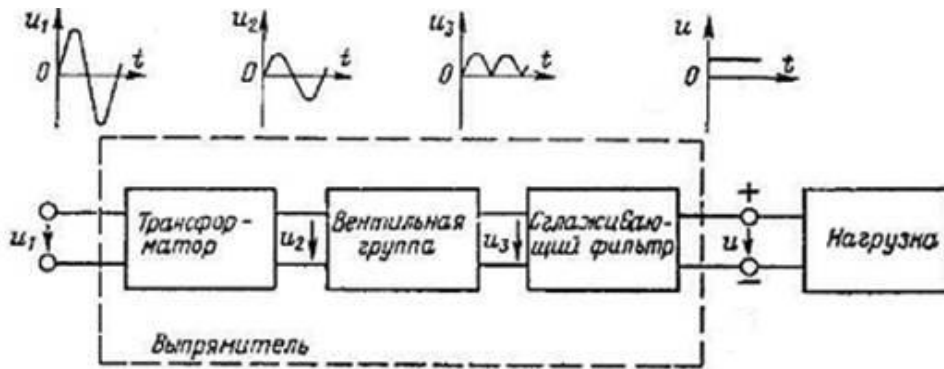 u₁ u₂ u₃ u
0 t 0 t 0 t 0 t
Трансфор-
матор
Вентильная
группа
Сглаживаю-
щий фильтр
Нагрузка
u₁ u₂ u₃ u
+
−
Выпрямитель